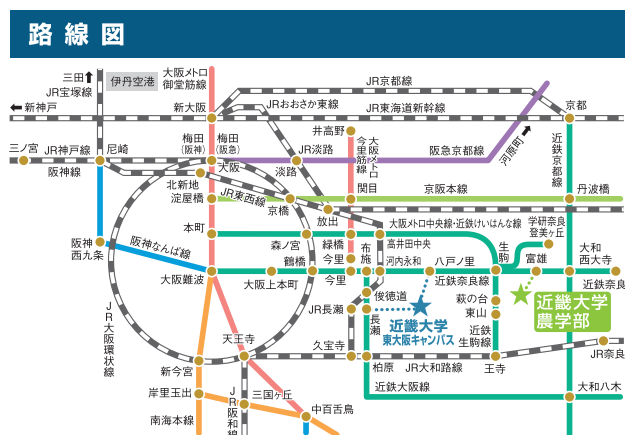 路線図
三田
JR宝塚線
伊丹空港
大阪メトロ
御堂筋線
JR京都線
新神戸
新大阪
JRおおさか東線
JR東海道新幹線
京都
三ノ宮
JR神戸線
尼崎
梅田
(阪神)
梅田
(阪急)
井高野
大阪メトロ
今里筋線
JR淡路
阪急京都線
河原町
近鉄京都線
阪神線
大阪
淡路
北新地
淀屋橋
JR東西線
京橋
関目
京阪本線
丹波橋
放出
本町
森ノ宮
緑橋
大阪メトロ中央線・近鉄けいはんな線
学研奈良
登美ヶ丘
阪神
西九条
阪神なんば線
鶴橋
今里
布施
高井田中央
河内永和
八戸ノ里
生駒
富雄
大和
西大寺
大阪難波
大阪上本町
今里
近鉄奈良線
近鉄奈良
俊徳道
萩の台
東山
近畿大学
農学部
JR大阪環状線
JR長瀬
長瀬
近畿大学
東大阪キャンパス
近鉄
生駒線
天王寺
久宝寺
新今宮
柏原
JR大和路線
王寺
JR奈良
岸里玉出
JR阪和線
三国ヶ丘
近鉄大阪線
大和八木
中百舌鳥
南海本線